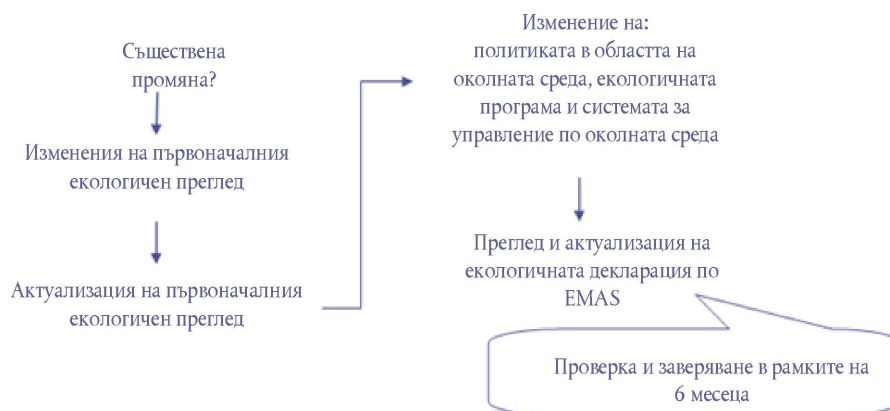 Съществена
промяна?
Изменения на първоначалния
екологичен преглед
Актуализация на първоначалния
екологичен преглед
Изменение на:
политиката в областта на
околната среда, екологичната
програма и системата за
управление по околната среда
Преглед и актуализация на
екологичната декларация по
EMAS
Проверка и заверяване в рамките на
6 месеца